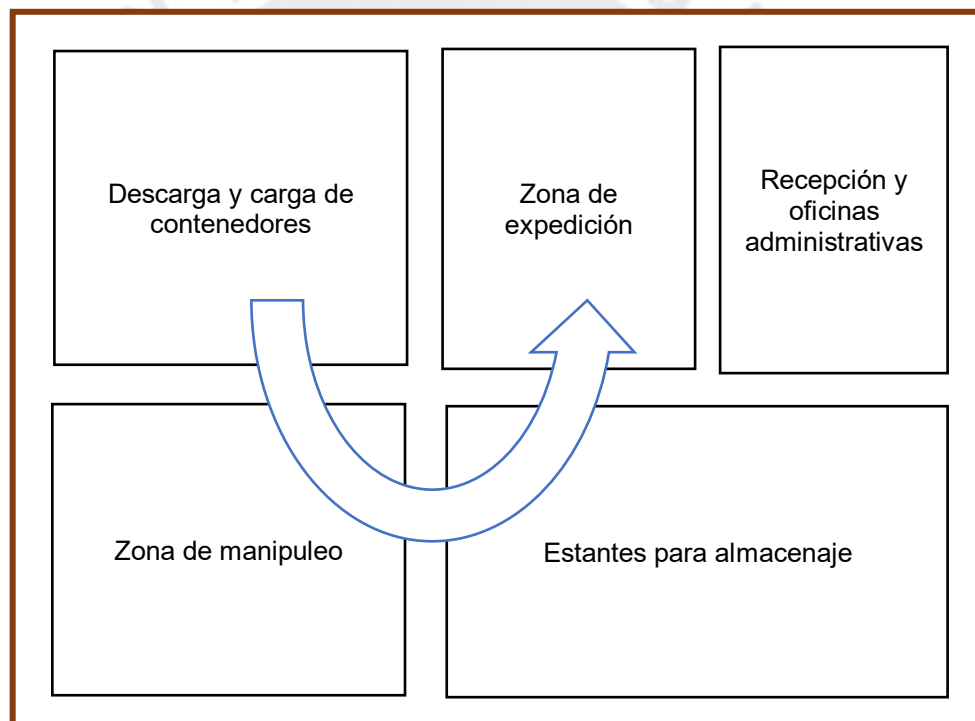 Descarga y carga de
contenedores
Zona de
expedición
Recepción y
oficinas
administrativas
Zona de manipuleo
Estantes para almacenaje